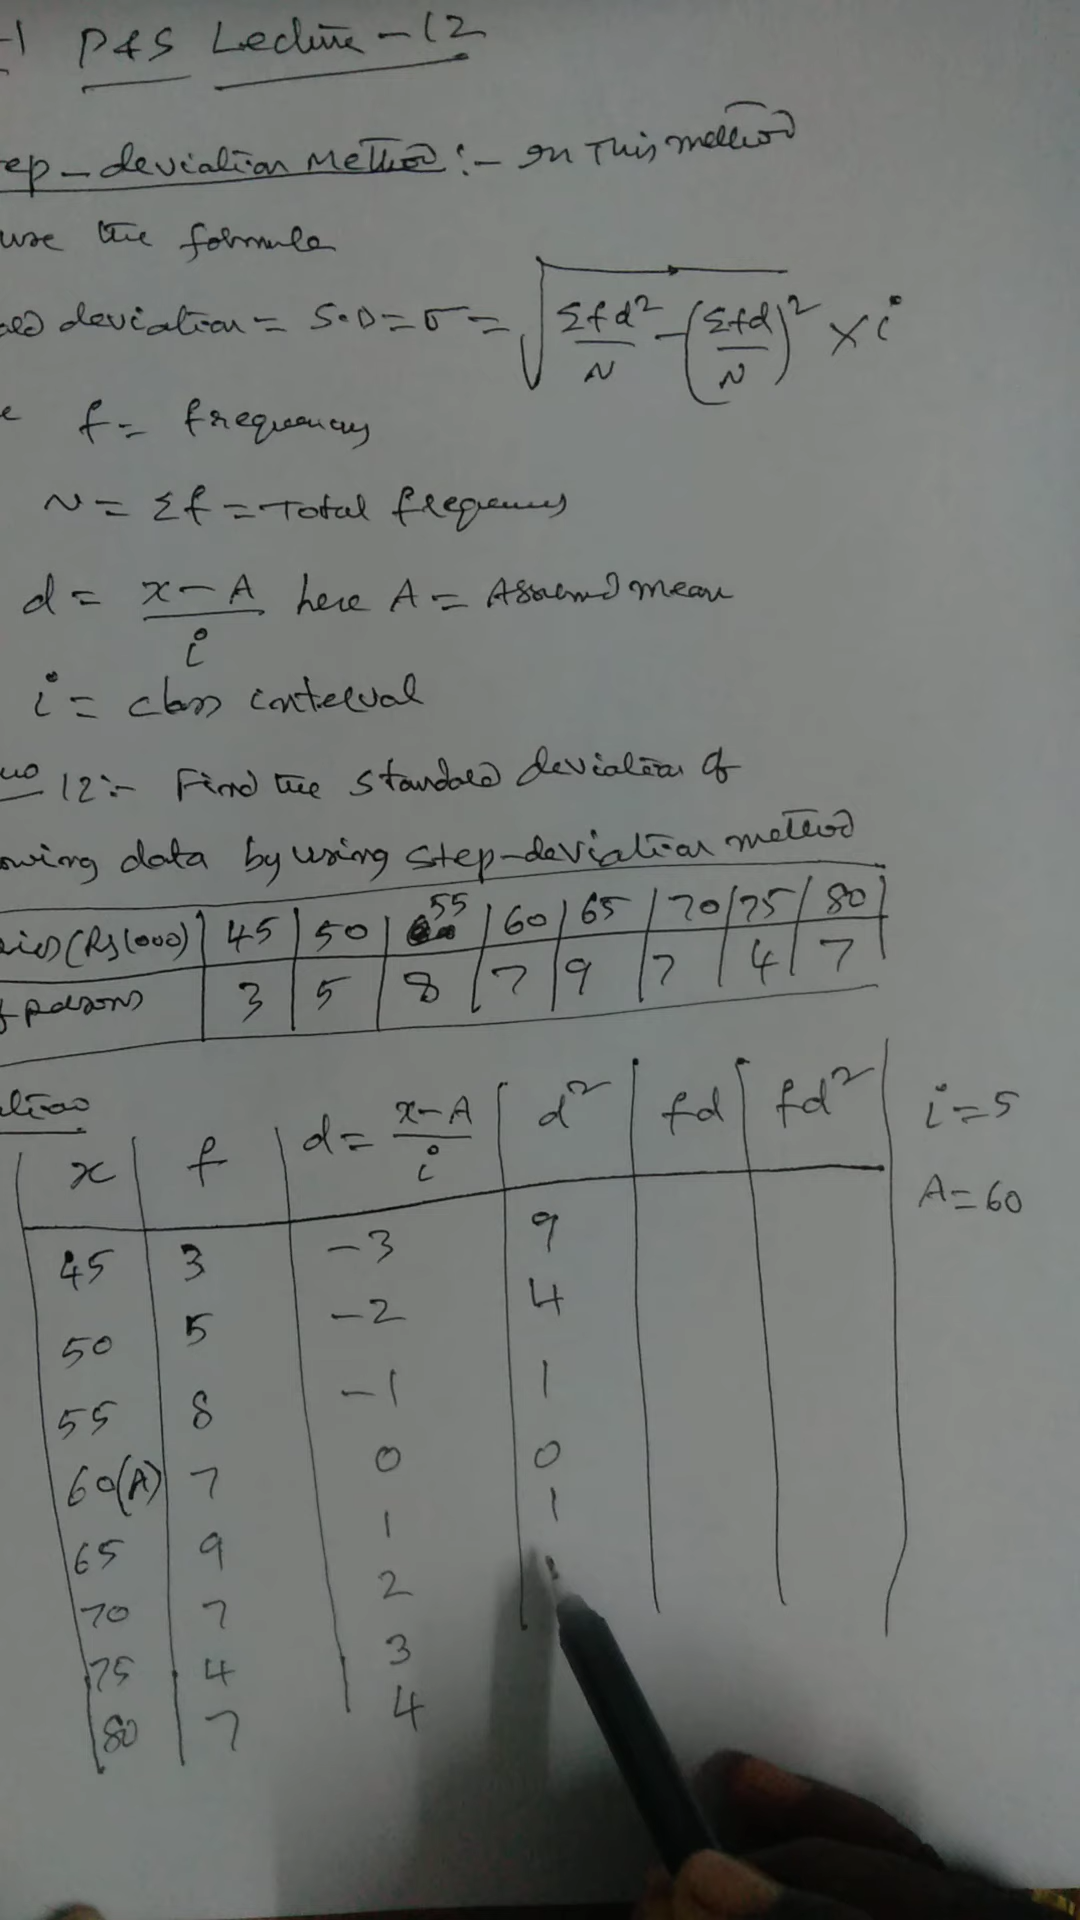 -1 P&S Lecture-12
ep-deviation Method:- In This method
use the formula
deviation = S.D = σ = √(Σfd²/N - (Σfd/N)²) × i
f = frequency
N = Σf = Total frequency
d = x-A/i here A = Assumed mean
i = class interval
12:- Find the standard deviation of
owing data by using step-deviation method
(Rs 1000) | 45 | 50 | 55 | 60 | 65 | 70 | 75 | 80
persons | 3 | 5 | 8 | 7 | 9 | 7 | 4 | 7
x | f | d = x-A/i | d² | fd | fd² | i=5
A=60
45 | 3 | -3 | 9
50 | 5 | -2 | 4
55 | 8 | -1 | 1
60(A) | 7 | 0 | 0
65 | 9 | 1 | 1
70 | 7 | 2
75 | 4 | 3
80 | 7 | 4